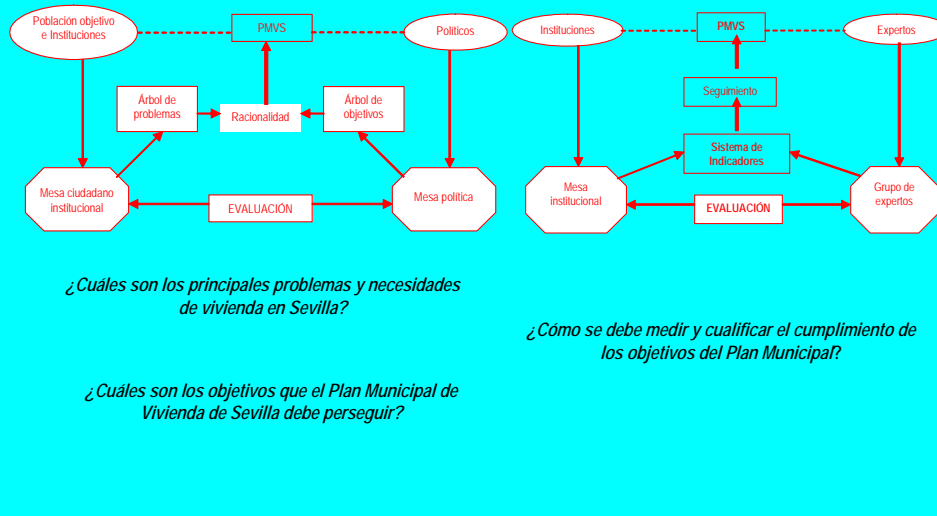 Población objetivo
e Instituciones
PMVS
Políticos
Árbol de
problemas
Racionalidad
Árbol de
objetivos
Mesa ciudadano
institucional
EVALUACIÓN
Mesa política
¿Cuáles son los principales problemas y necesidades
de vivienda en Sevilla?
¿Cuáles son los objetivos que el Plan Municipal de
Vivienda de Sevilla debe perseguir?
Instituciones
PMVS
Expertos
Seguimiento
Sistema de
Indicadores
Mesa
institucional
EVALUACIÓN
Grupo de
expertos
¿Cómo se debe medir y cualificar el cumplimiento de
los objetivos del Plan Municipal?